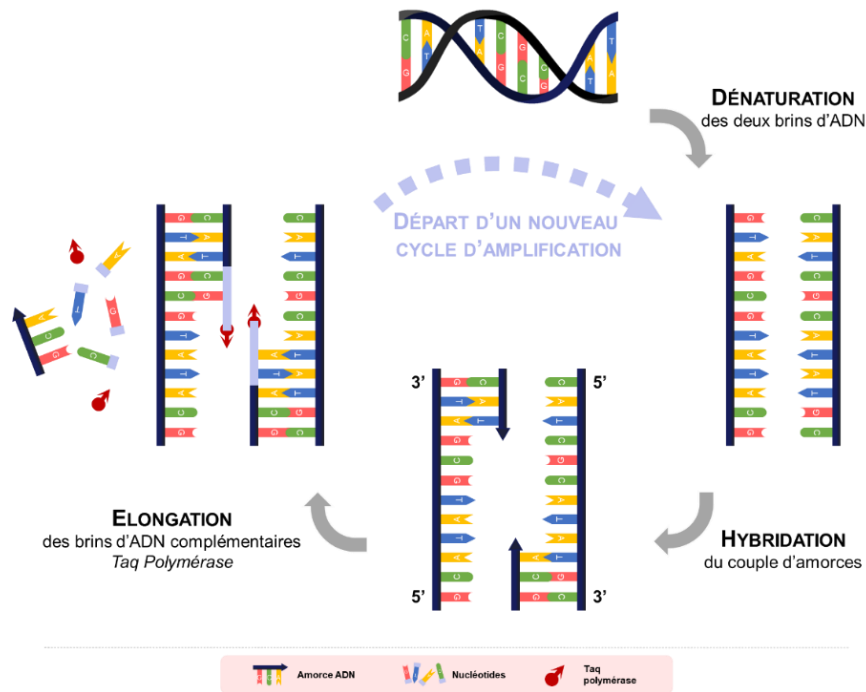 DÉNATURATION
des deux brins d'ADN
DÉPART D'UN NOUVEAU
CYCLE D'AMPLIFICATION
3’
5’
5’
3’
ELONGATION
des brins d'ADN complémentaires
Taq Polymérase
HYBRIDATION
du couple d'amorces
Amorce ADN
Nucléotides
Taq
polymérase